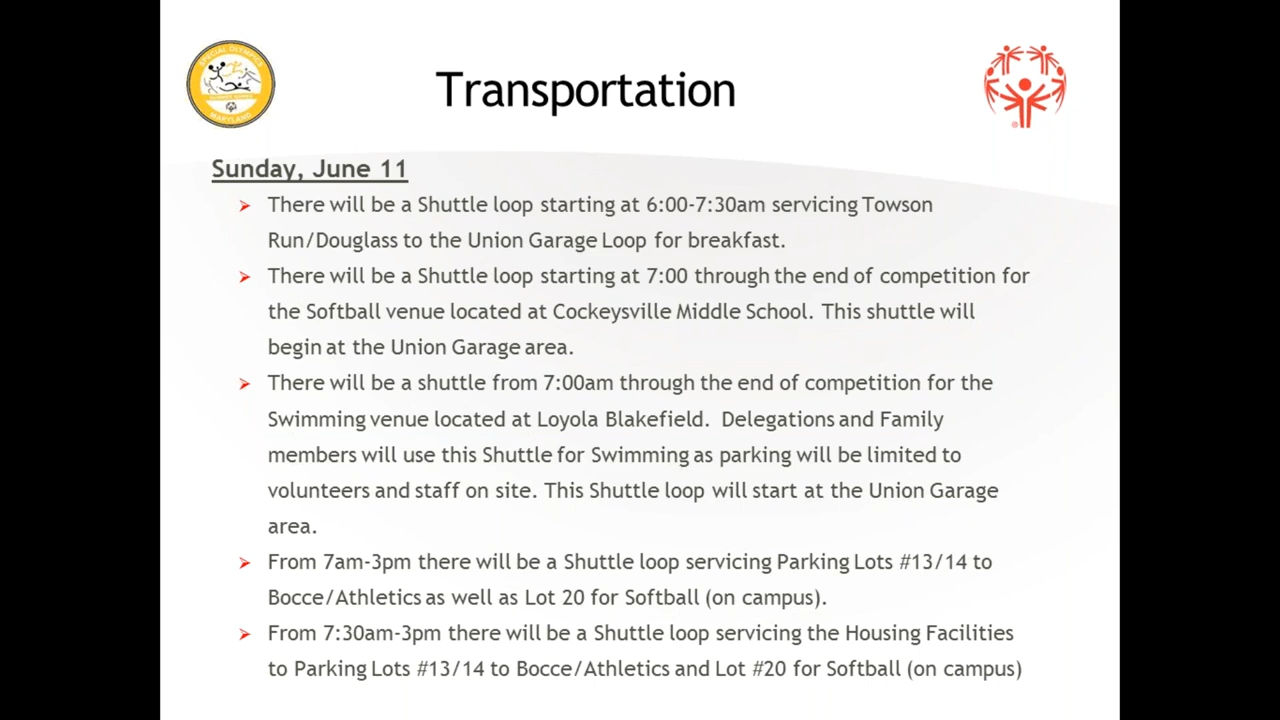 SPECIAL OLYMPICS
MARYLAND
Transportation
Sunday, June 11
➢ There will be a Shuttle loop starting at 6:00-7:30am servicing Towson
Run/Douglass to the Union Garage Loop for breakfast.
➢ There will be a Shuttle loop starting at 7:00 through the end of competition for
the Softball venue located at Cockeysville Middle School. This shuttle will
begin at the Union Garage area.
➢ There will be a shuttle from 7:00am through the end of competition for the
Swimming venue located at Loyola Blakefield. Delegations and Family
members will use this Shuttle for Swimming as parking will be limited to
volunteers and staff on site. This Shuttle loop will start at the Union Garage
area.
➢ From 7am-3pm there will be a Shuttle loop servicing Parking Lots #13/14 to
Bocce/Athletics as well as Lot 20 for Softball (on campus).
➢ From 7:30am-3pm there will be a Shuttle loop servicing the Housing Facilities
to Parking Lots #13/14 to Bocce/Athletics and Lot #20 for Softball (on campus)